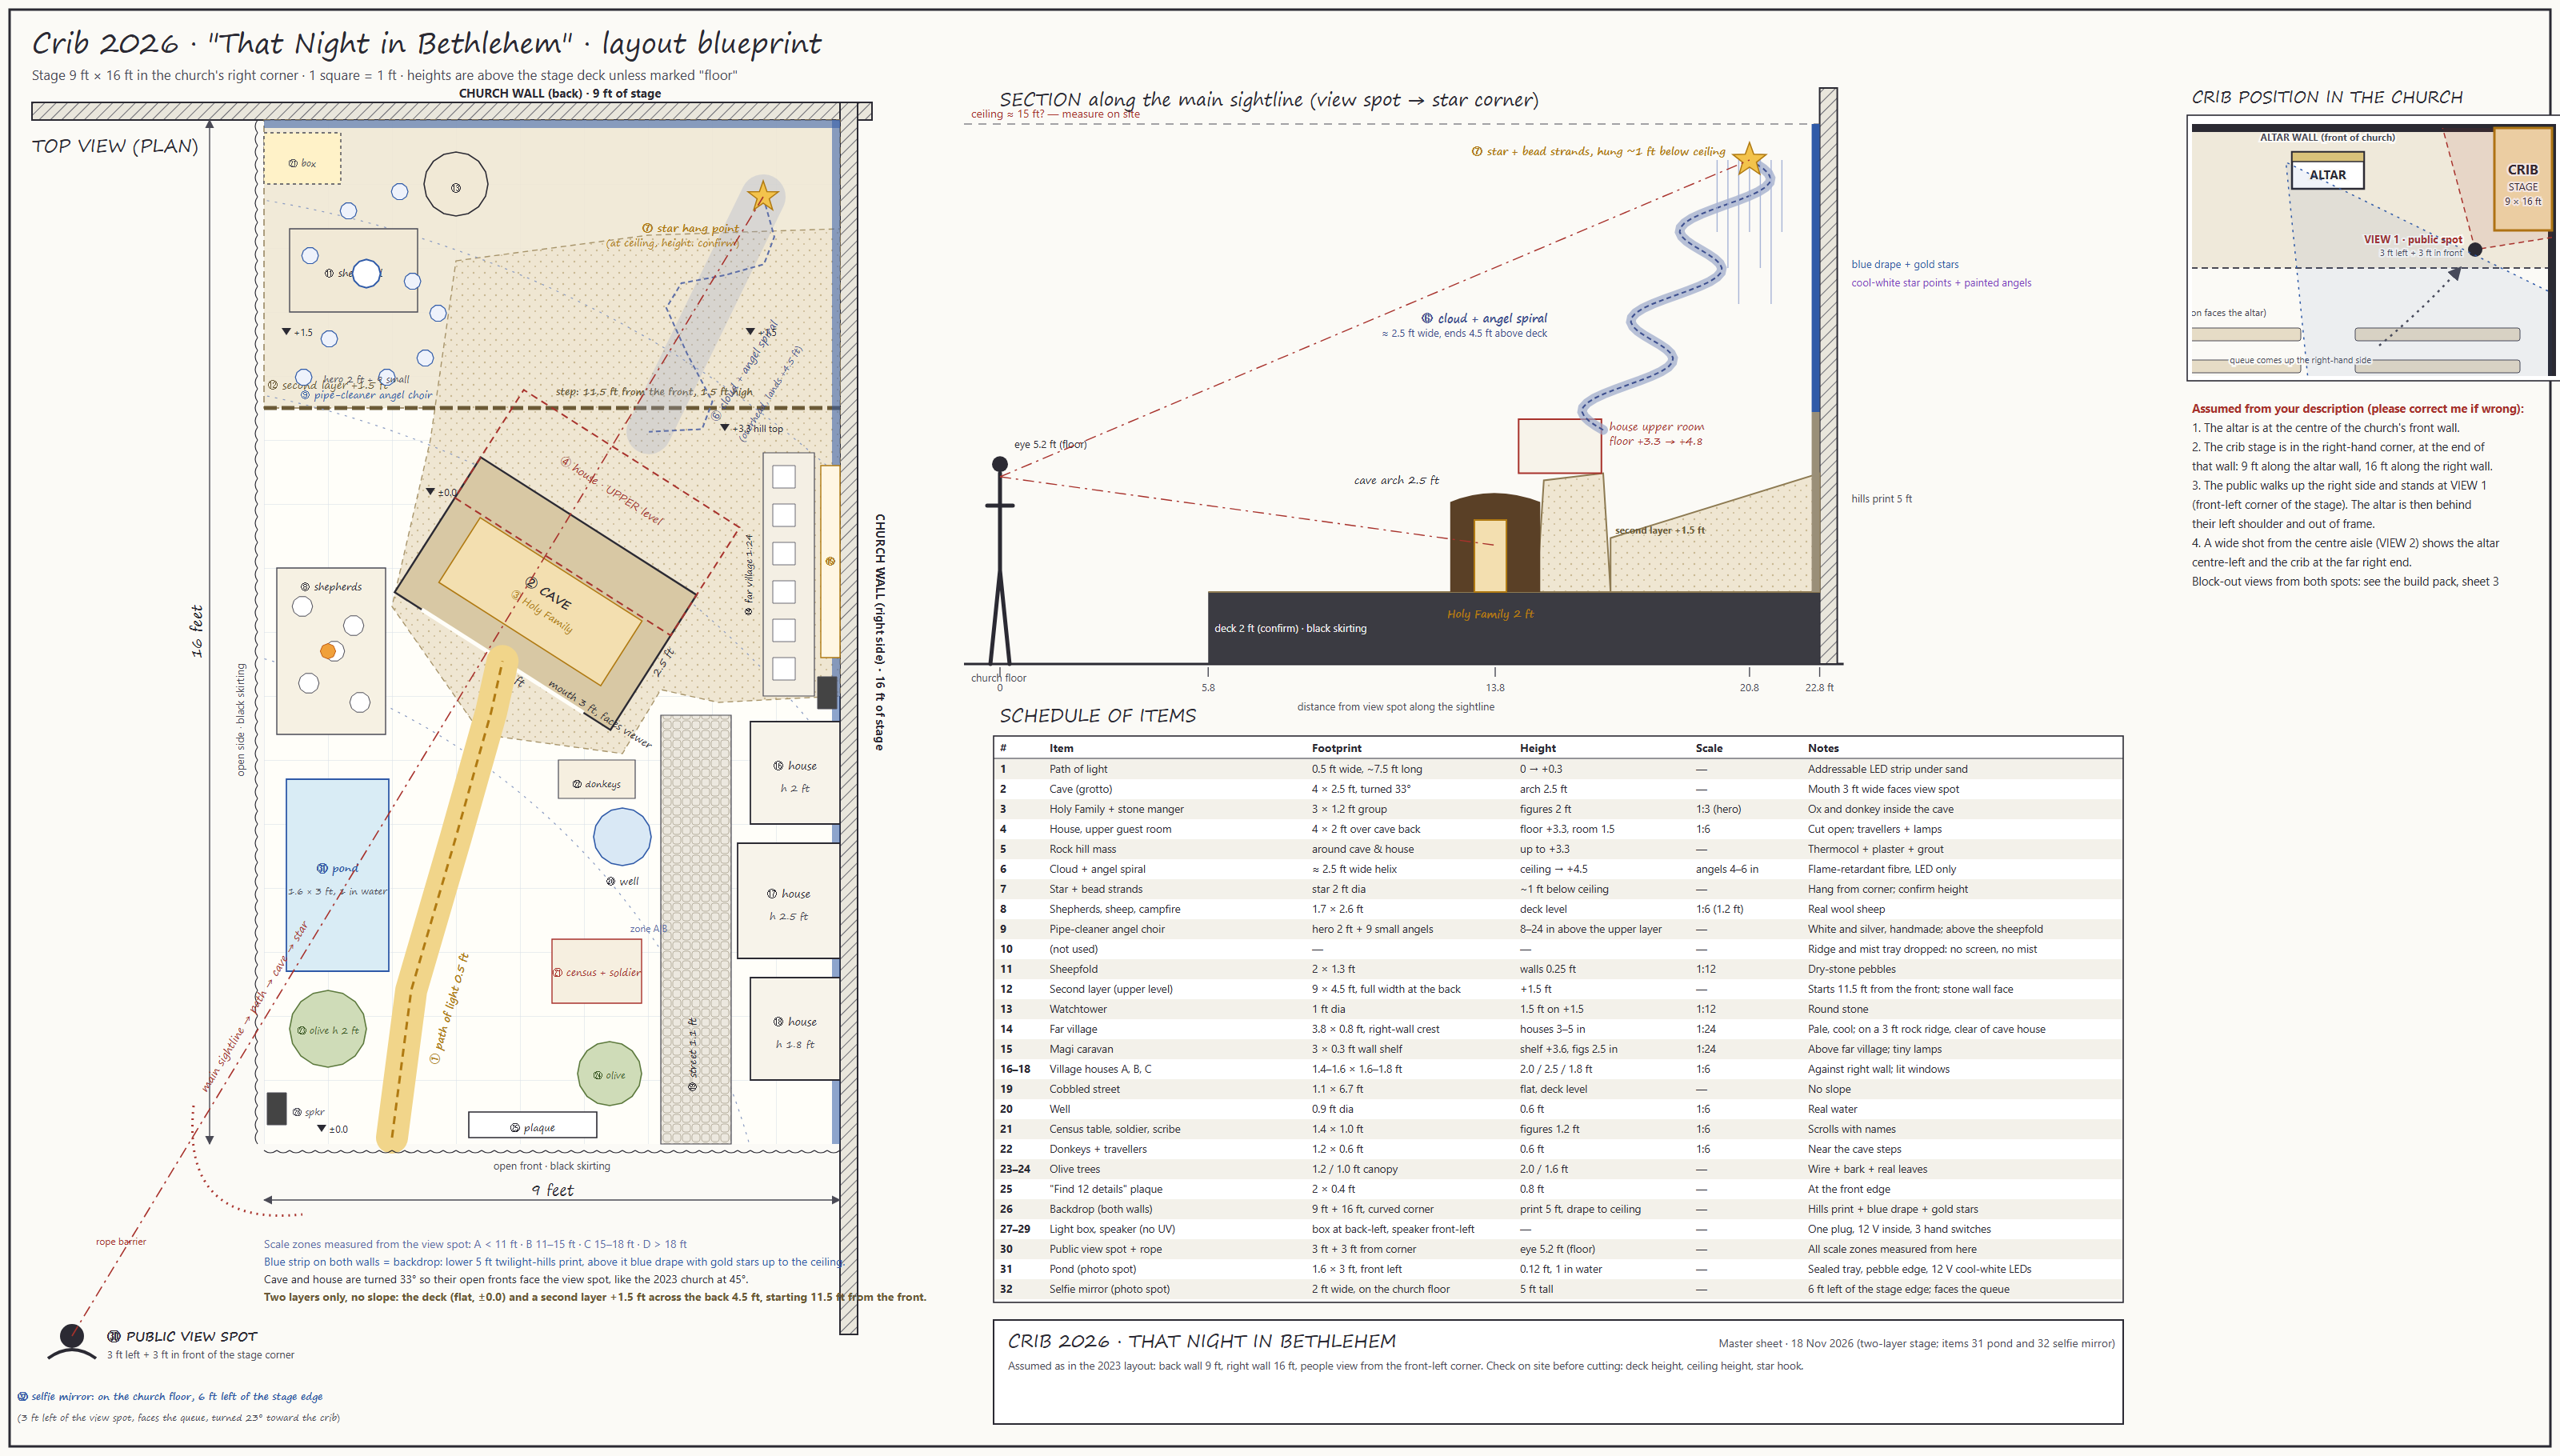 Crib 2026 · "That Night in Bethlehem" · layout blueprint
Stage 9 ft × 16 ft in the church's right corner · 1 square = 1 ft · heights are above the stage deck unless marked "floor"
CHURCH WALL (back) · 9 ft of stage
TOP VIEW (PLAN)
㉗ box
⑬
⑦ star hang point
(at ceiling, height: confirm)
⑪
+1.5
hero 2 ft + 9 small
⑫ second layer +1.5 ft
⑨ pipe-cleaner angel choir
step: 11.5 ft from the front, 1.5 ft high
⑥ cloud + angel spiral
(overhead, lands +4.5 ft)
+3.3 hill top
④ house · UPPER level
±0.0
② CAVE
③ Holy Family
⑭ far village 1:24
⑮
⑧ shepherds
16 feet
open side · black skirting
CHURCH WALL (right side) · 16 ft of stage
2.5 ft
ft
mouth 3 ft, faces viewer
⑯ house
h 2 ft
㉒ donkeys
㉛ pond
1.6 × 3 ft, 1 in water
⑳ well
⑰ house
h 2.5 ft
zone A/B
㉑ census + soldier
main sightline → path → cave → star
① path of light 0.5 ft
㉓ olive h 2 ft
⑱ house
h 1.8 ft
㉔ olive
⑲ street 1.1 ft
㉘ spkr
±0.0
㉕ plaque
open front · black skirting
9 feet
rope barrier
Scale zones measured from the view spot: A < 11 ft · B 11–15 ft · C 15–18 ft · D > 18 ft
Blue strip on both walls = backdrop: lower 5 ft twilight-hills print, above it blue drape with gold stars up to the ceiling.
Cave and house are turned 33° so their open fronts face the view spot, like the 2023 church at 45°.
Two layers only, no slope: the deck (flat, ±0.0) and a second layer +1.5 ft across the back 4.5 ft, starting 11.5 ft from the front.
㉚ PUBLIC VIEW SPOT
3 ft left + 3 ft in front of the stage corner
㉜ selfie mirror: on the church floor, 6 ft left of the stage edge
(3 ft left of the view spot, faces the queue, turned 23° toward the crib)
SECTION along the main sightline (view spot → star corner)
ceiling ≈ 15 ft? — measure on site
⑦ star + bead strands, hung ~1 ft below ceiling
blue drape + gold stars
cool-white star points + painted angels
⑥ cloud + angel spiral
≈ 2.5 ft wide, ends 4.5 ft above deck
house upper room
floor +3.3 → +4.8
eye 5.2 ft (floor)
cave arch 2.5 ft
hills print 5 ft
second layer +1.5 ft
Holy Family 2 ft
deck 2 ft (confirm) · black skirting
church floor
0 5.8 13.8 20.8 22.8 ft
distance from view spot along the sightline
SCHEDULE OF ITEMS
# Item Footprint Height Scale Notes
1 Path of light 0.5 ft wide, ~7.5 ft long 0 → +0.3 — Addressable LED strip under sand
2 Cave (grotto) 4 × 2.5 ft, turned 33° arch 2.5 ft — Mouth 3 ft wide faces view spot
3 Holy Family + stone manger 3 × 1.2 ft group figures 2 ft 1:3 (hero) Ox and donkey inside the cave
4 House, upper guest room 4 × 2 ft over cave back floor +3.3, room 1.5 1:6 Cut open; travellers + lamps
5 Rock hill mass around cave & house up to +3.3 — Thermocol + plaster + grout
6 Cloud + angel spiral ≈ 2.5 ft wide helix ceiling → +4.5 angels 4–6 in Flame-retardant fibre, LED only
7 Star + bead strands star 2 ft dia ~1 ft below ceiling — Hang from corner; confirm height
8 Shepherds, sheep, campfire 1.7 × 2.6 ft deck level 1:6 (1.2 ft) Real wool sheep
9 Pipe-cleaner angel choir hero 2 ft + 9 small angels 8–24 in above the upper layer — White and silver, handmade; above the sheepfold
10 (not used) — — — Ridge and mist tray dropped; no screen, no mist
11 Sheepfold 2 × 1.3 ft walls 0.25 ft 1:12 Dry-stone pebbles
12 Second layer (upper level) 9 × 4.5 ft, full width at the back +1.5 ft — Starts 11.5 ft from the front; stone wall face
13 Watchtower 1 ft dia 1.5 ft on +1.5 1:12 Round stone
14 Far village 3.8 × 0.8 ft, right-wall crest houses 3–5 in 1:24 Pale, cool; on a 3 ft rock ridge, clear of cave house
15 Magi caravan 3 × 0.3 ft wall shelf shelf +3.6, figs 2.5 in 1:24 Above far village; tiny lamps
16–18 Village houses A, B, C 1.4–1.6 × 1.6–1.8 ft 2.0 / 2.5 / 1.8 ft 1:6 Against right wall; lit windows
19 Cobbled street 1.1 × 6.7 ft flat, deck level — No slope
20 Well 0.9 ft dia 0.6 ft 1:6 Real water
21 Census table, soldier, scribe 1.4 × 1.0 ft figures 1.2 ft 1:6 Scrolls with names
22 Donkeys + travellers 1.2 × 0.6 ft 0.6 ft 1:6 Near the cave steps
23–24 Olive trees 1.2 / 1.0 ft canopy 2.0 / 1.6 ft — Wire + bark + real leaves
25 "Find 12 details" plaque 2 × 0.4 ft 0.8 ft — At the front edge
26 Backdrop (both walls) 9 ft + 16 ft, curved corner print 5 ft, drape to ceiling — Hills print + blue drape + gold stars
27–29 Light box, speaker (no UV) box at back-left, speaker front-left — — One plug, 12 V inside, 3 hand switches
30 Public view spot + rope 3 ft + 3 ft from corner eye 5.2 ft (floor) — All scale zones measured from here
31 Pond (photo spot) 1.6 × 3 ft, front left 0.12 ft, 1 in water — Sealed tray, pebble edge, 12 V cool-white LEDs
32 Selfie mirror (photo spot) 2 ft wide, on the church floor 5 ft tall — 6 ft left of the stage edge; faces the queue
CRIB 2026 · THAT NIGHT IN BETHLEHEM
Master sheet · 18 Nov 2026 (two-layer stage; items 31 pond and 32 selfie mirror)
Assumed as in the 2023 layout: back wall 9 ft, right wall 16 ft, people view from the front-left corner. Check on site before cutting: deck height, ceiling height, star hook.
CRIB POSITION IN THE CHURCH
ALTAR WALL (front of church)
ALTAR
CRIB
STAGE
9 × 16 ft
VIEW 1 · public spot
3 ft left + 3 ft in front
on faces the altar)
queue comes up the right-hand side
Assumed from your description (please correct me if wrong):
1. The altar is at the centre of the church's front wall.
2. The crib stage is in the right-hand corner, at the end of
that wall: 9 ft along the altar wall, 16 ft along the right wall.
3. The public walks up the right side and stands at VIEW 1
(front-left corner of the stage). The altar is then behind
their left shoulder and out of frame.
4. A wide shot from the centre aisle (VIEW 2) shows the altar
centre-left and the crib at the far right end.
Block-out views from both spots: see the build pack, sheet 3